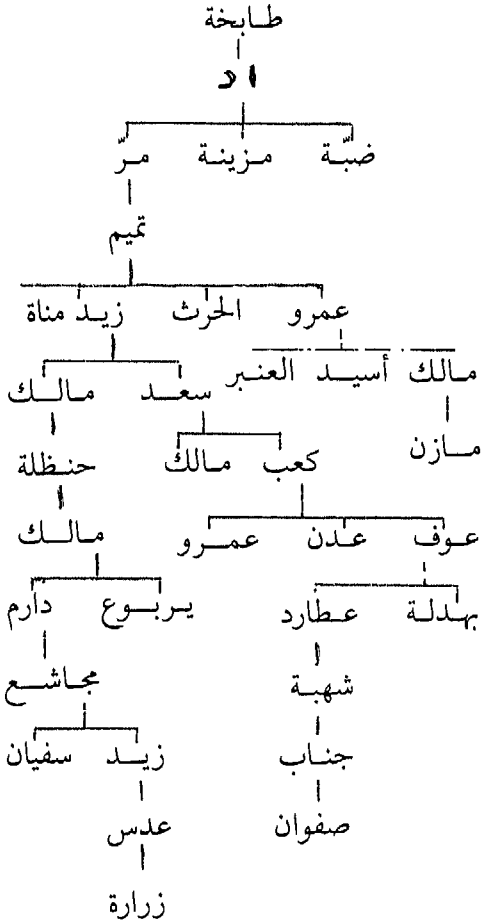 طابخة
اد
ضبّة مزينة مرّ
تميم
عمرو الحرث زيد مناة
مالك أسيد العنبر سعد مالك
مازن كعب مالك حنظلة
عوف عدن عمرو مالك
بهدلة عطارد يربوع دارم
شهبة مجاشع
جناب زيد سفيان
صفوان عدس
زرارة